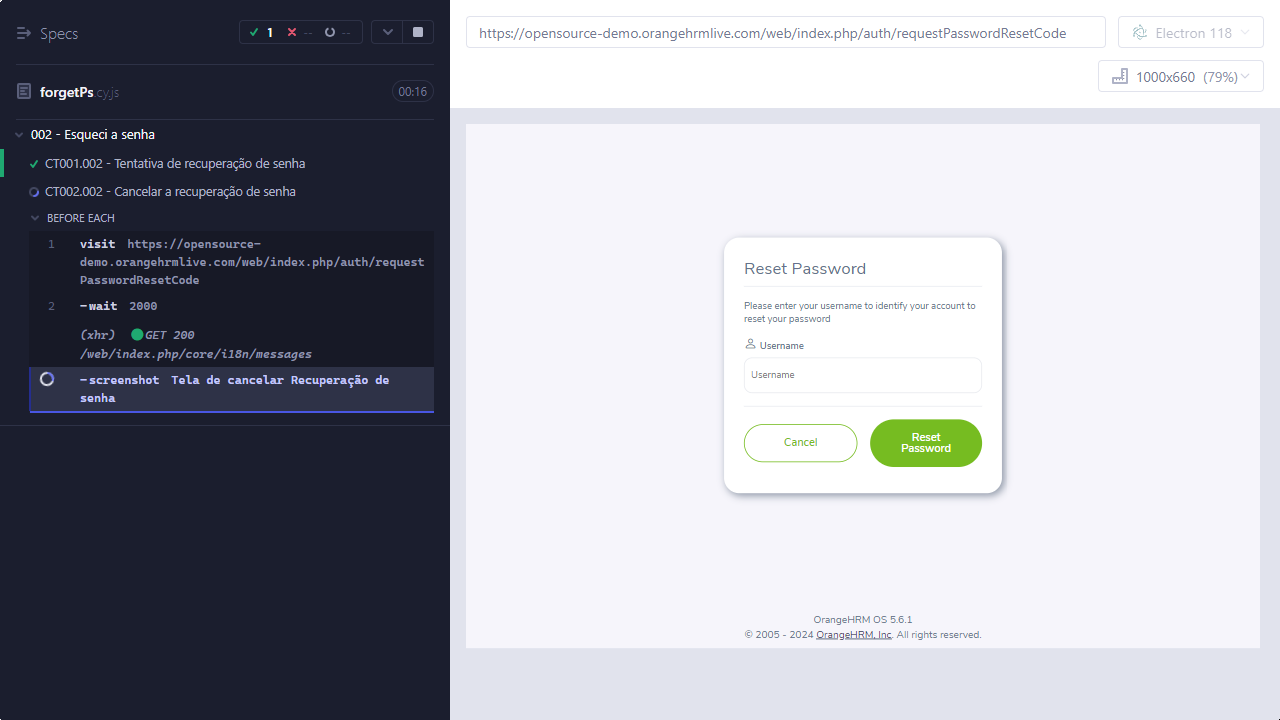 Specs
1 -- --
forgetPs.cy.js 00:16
002 - Esqueci a senha
CT001.002 - Tentativa de recuperação de senha
CT002.002 - Cancelar a recuperação de senha
BEFORE EACH
1 visit https://opensource-
demo.orangehrmlive.com/web/index.php/auth/request
PasswordResetCode
2 -wait 2000
(xhr) GET 200
/web/index.php/core/i18n/messages
-screenshot Tela de cancelar Recuperação de
senha
https://opensource-demo.orangehrmlive.com/web/index.php/auth/requestPasswordResetCode
Electron 118
1000x660 (79%)
Reset Password
Please enter your username to identify your account to
reset your password
Username
Username
Cancel
Reset
Password
OrangeHRM OS 5.6.1
© 2005 - 2024 OrangeHRM, Inc. All rights reserved.